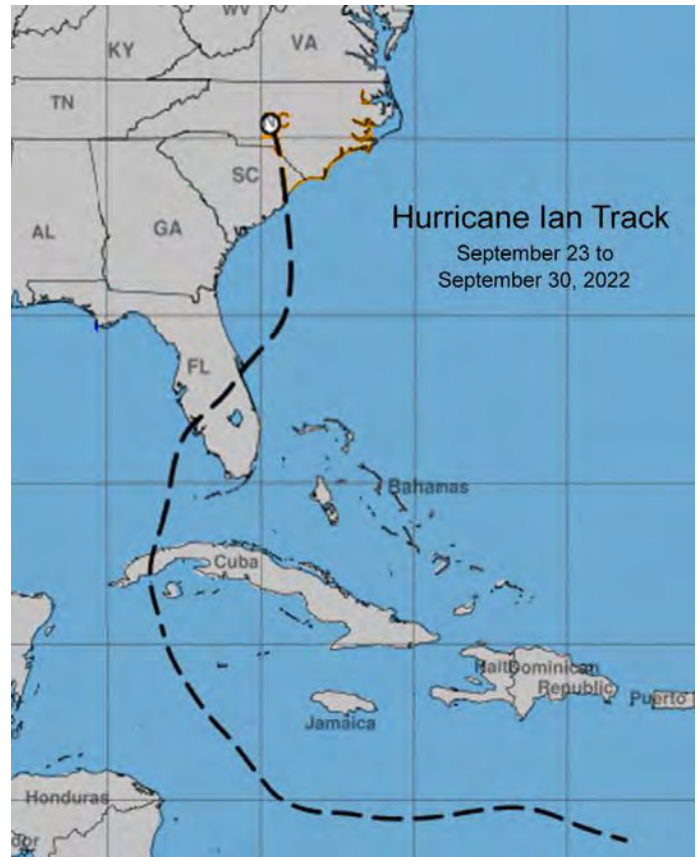 WV
KY
VA
TN
NC
SC
AL
GA
Hurricane Ian Track
September 23 to
September 30, 2022
FL
Bahamas
Cuba
Haiti
Dominican
Republic
Puerto
Jamaica
Honduras
dor